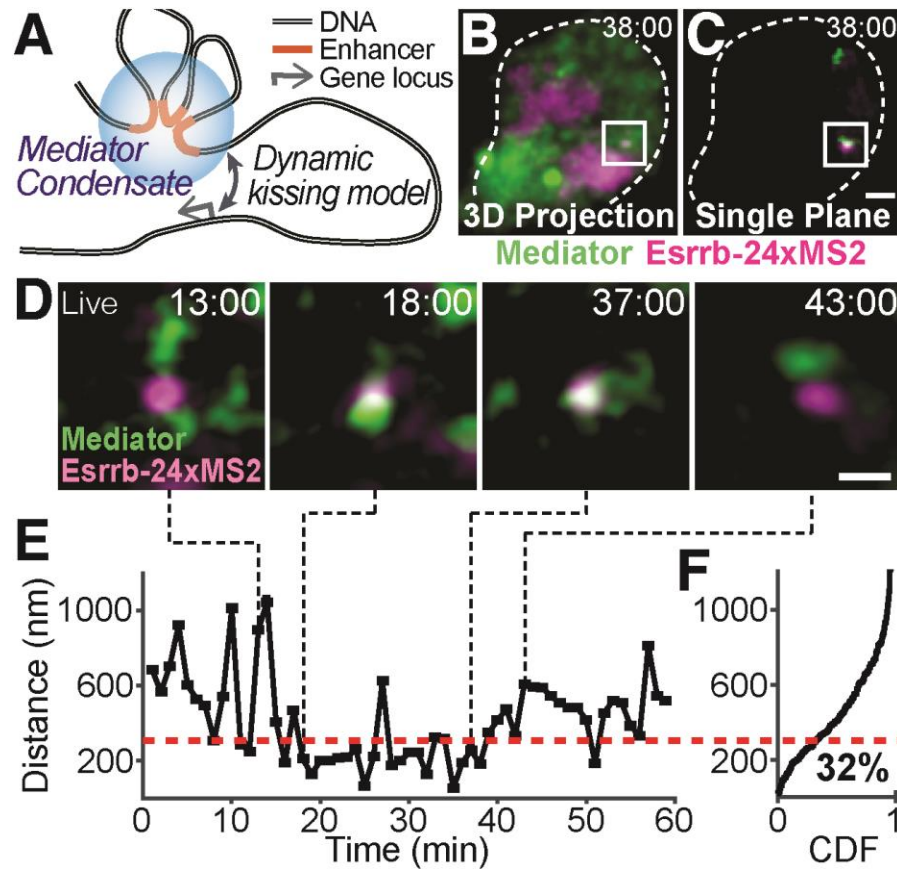 A
DNA
Enhancer
Gene locus
Mediator
Condensate
Dynamic
kissing model
B
38:00
3D Projection
C
38:00
Single Plane
Mediator Esrrb-24xMS2
D
Live
13:00
18:00
37:00
43:00
Mediator
Esrrb-24xMS2
E
Distance (nm)
1000
600
200
0
10
20
30
40
50
60
Time (min)
F
1000
600
200
32%
0
1
CDF